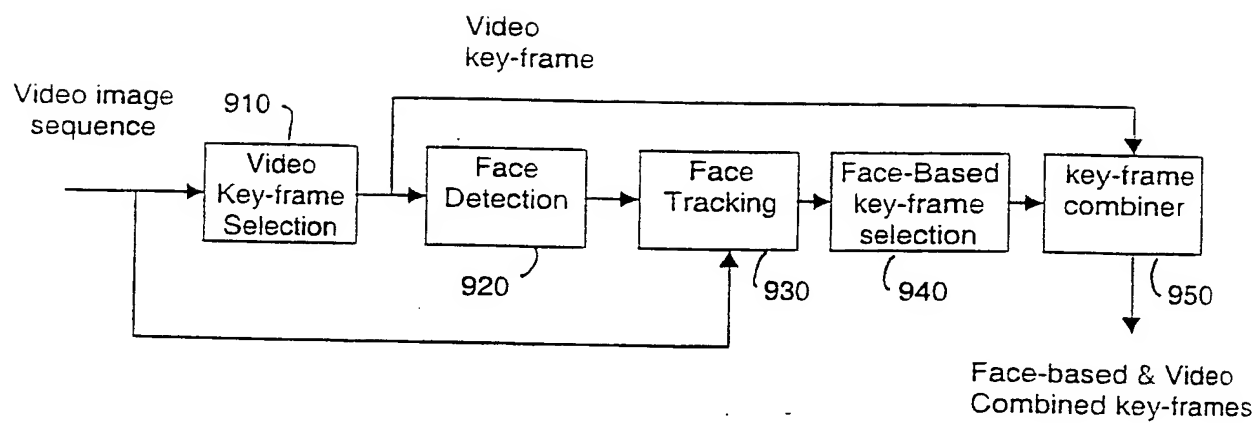 Video
key-frame
Video image
sequence
910
Video
Key-frame
Selection
Face
Detection
920
Face
Tracking
930
Face-Based
key-frame
selection
940
key-frame
combiner
950
Face-based & Video
Combined key-frames